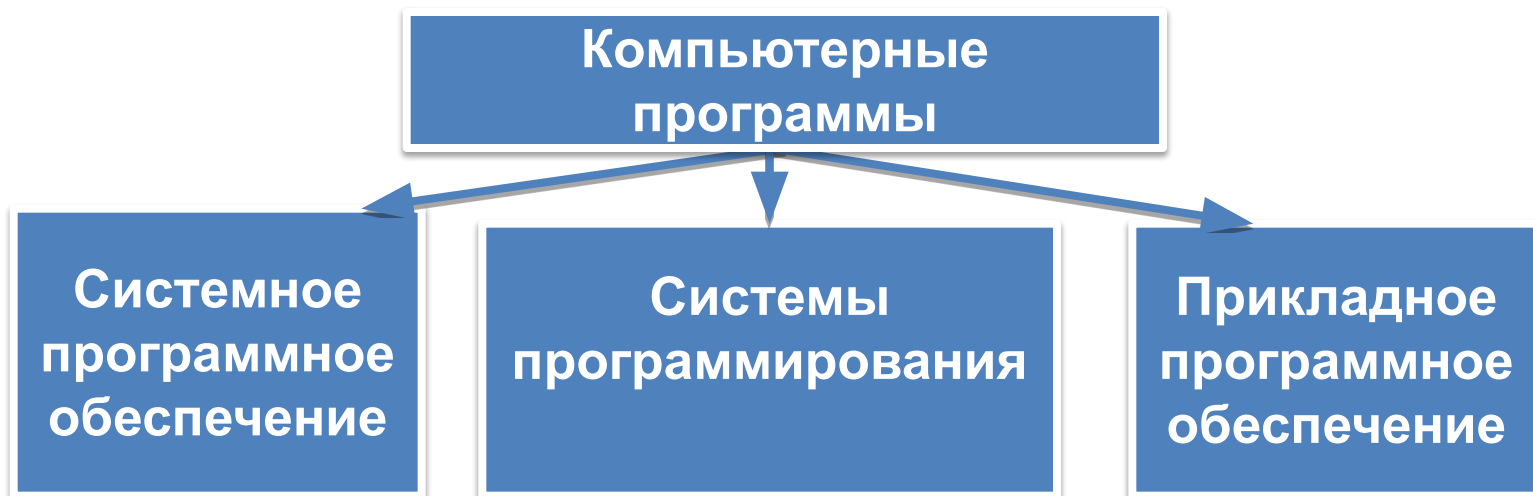 Компьютерные
программы
Системное
программное
обеспечение
Системы
программирования
Прикладное
программное
обеспечение